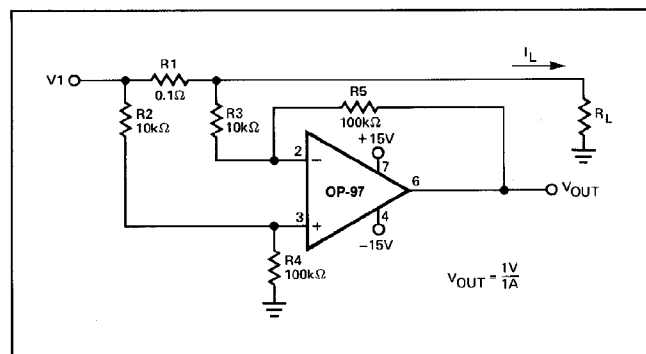 V1
R1
0.1Ω
R2
10kΩ
R3
10kΩ
R5
100kΩ
I_L
R_L
+15V
2
7
−
OP-97
6
V_OUT
3
+
4
−15V
R4
100kΩ
V_OUT = 1V/1A